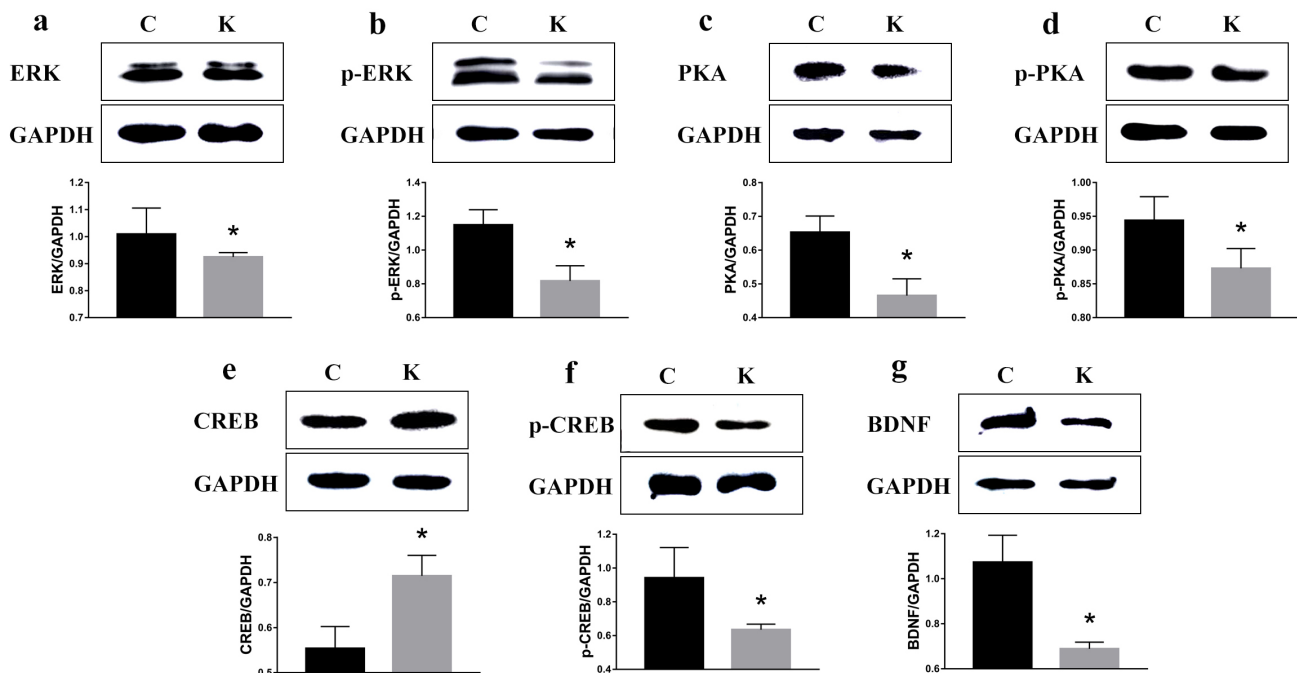 a
C K
ERK
GAPDH
ERK/GAPDH
1.2
1.1
1.0
0.9
0.8
0.7
*
b
C K
p-ERK
GAPDH
p-ERK/GAPDH
1.4
1.2
1.0
0.8
0.6
*
c
C K
PKA
GAPDH
PKA/GAPDH
0.8
0.7
0.6
0.5
0.4
*
d
C K
p-PKA
GAPDH
p-PKA/GAPDH
1.00
0.95
0.90
0.85
0.80
*
e
C K
CREB
GAPDH
CREB/GAPDH
0.8
0.7
0.6
0.5
*
f
C K
p-CREB
GAPDH
p-CREB/GAPDH
1.2
1.0
0.8
0.6
0.4
*
g
C K
BDNF
GAPDH
BDNF/GAPDH
1.2
1.0
0.8
0.6
*